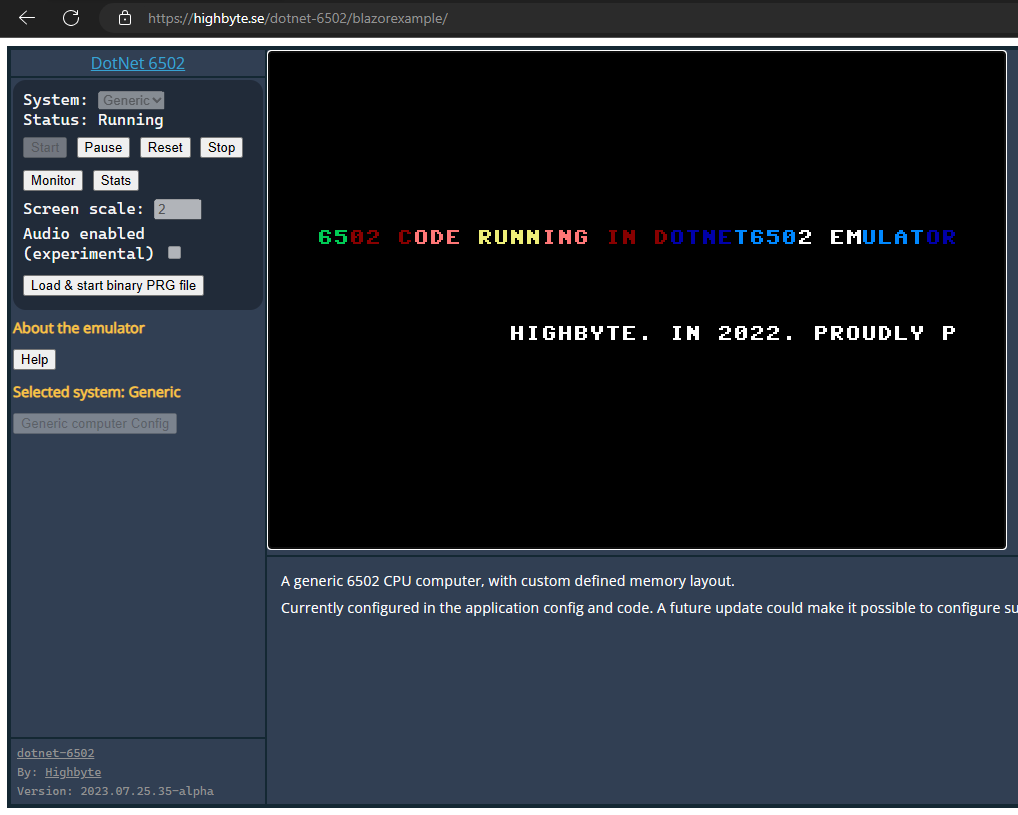 https://highbyte.se/dotnet-6502/blazorexample/
DotNet 6502
System: Generic
Status: Running
Start Pause Reset Stop
Monitor Stats
Screen scale: 2
Audio enabled
(experimental)
Load & start binary PRG file
About the emulator
Help
Selected system: Generic
Generic computer Config
6502 CODE RUNNING IN DOTNET6502 EMULATOR
HIGHBYTE. IN 2022. PROUDLY P
A generic 6502 CPU computer, with custom defined memory layout.
Currently configured in the application config and code. A future update could make it possible to configure su
dotnet-6502
By: Highbyte
Version: 2023.07.25.35-alpha